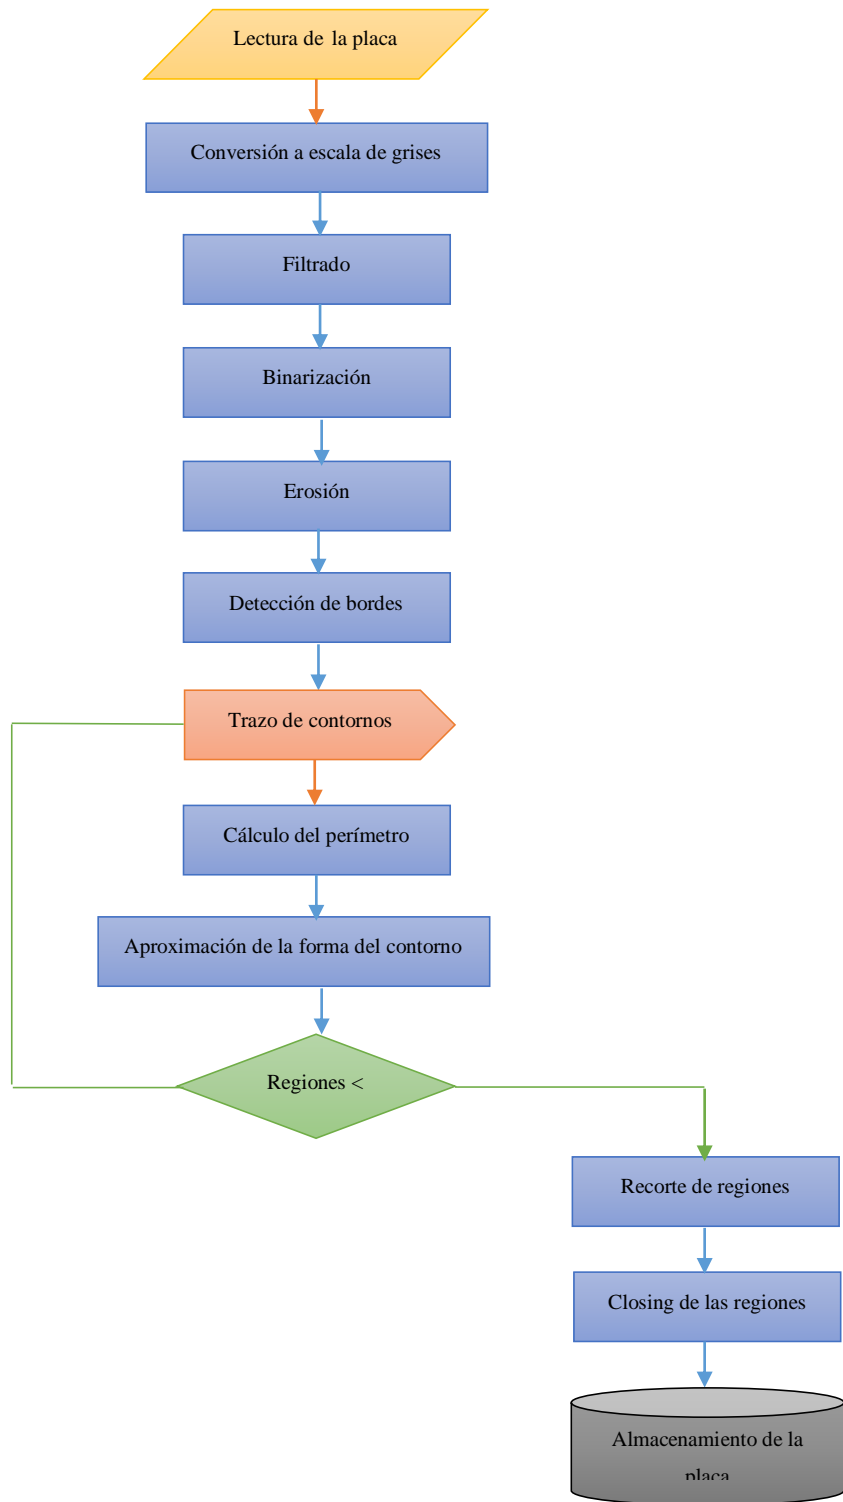 Lectura de la placa
Conversión a escala de grises
Filtrado
Binarización
Erosión
Detección de bordes
Trazo de contornos
Cálculo del perímetro
Aproximación de la forma del contorno
Regiones <
Recorte de regiones
Closing de las regiones
Almacenamiento de la
placa